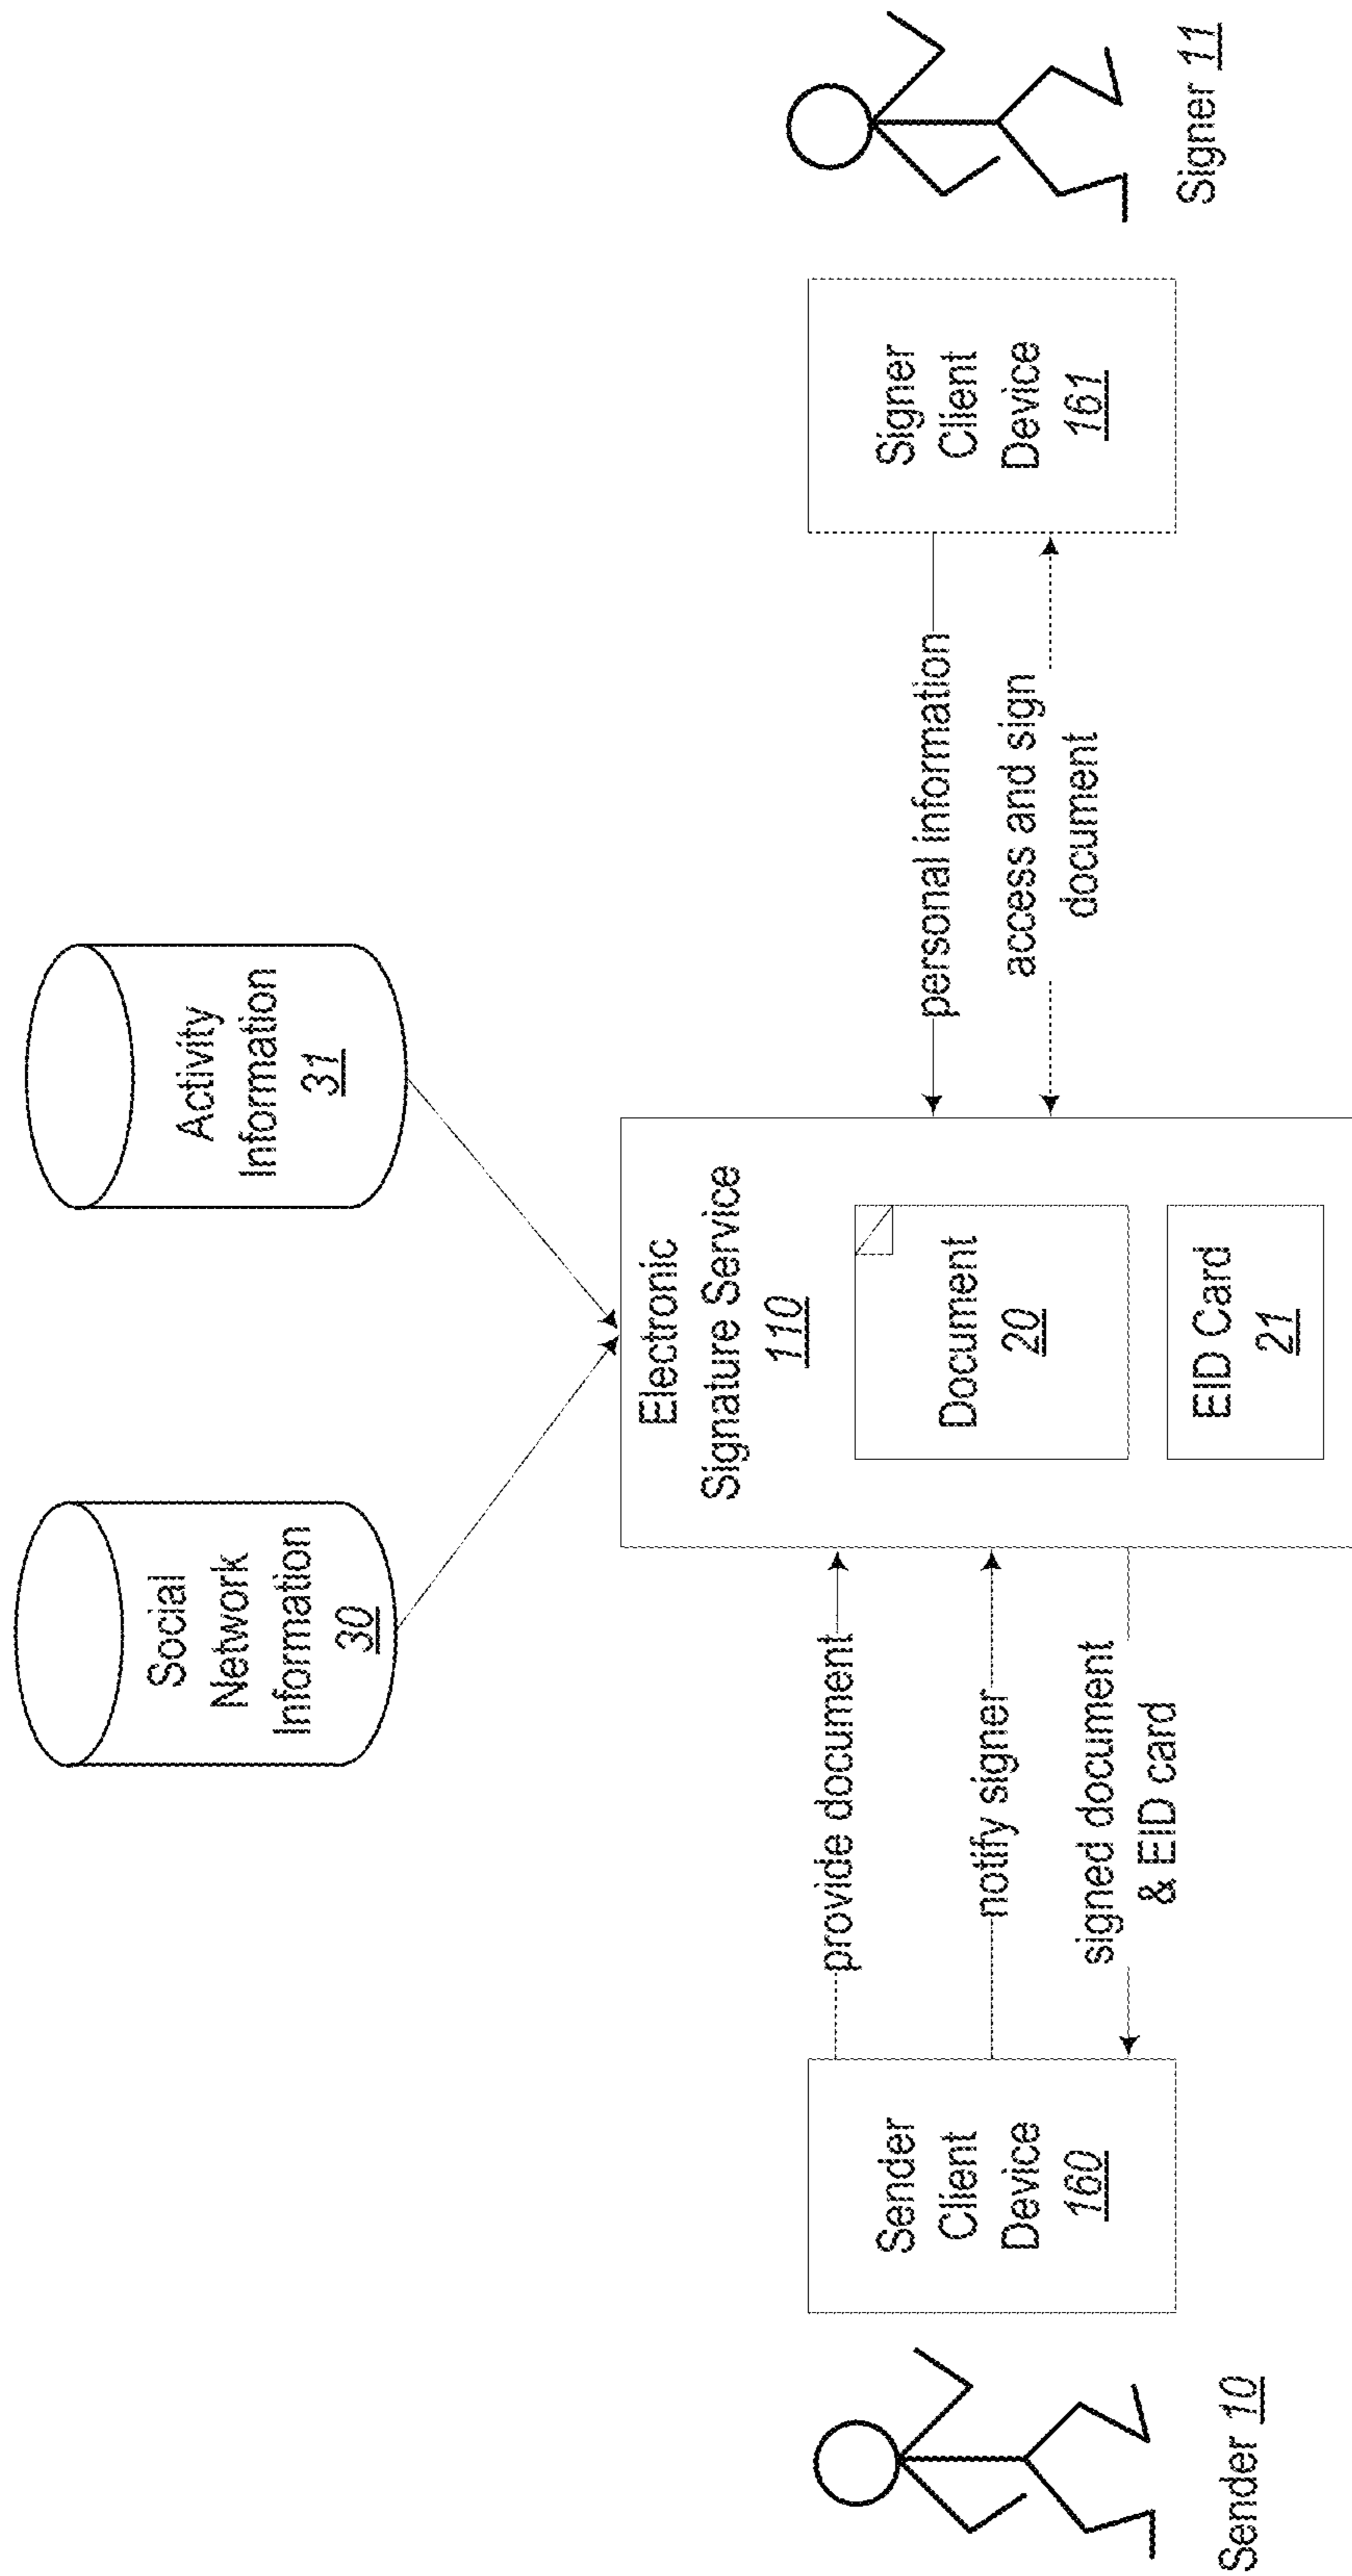 Social
Network
Information
30
Activity
Information
31
Electronic
Signature Service
110
Document
20
EID Card
21
Sender 10
Sender
Client
Device
160
provide document
notify signer
signed document
& EID card
personal information
access and sign
document
Signer
Client
Device
161
Signer 11